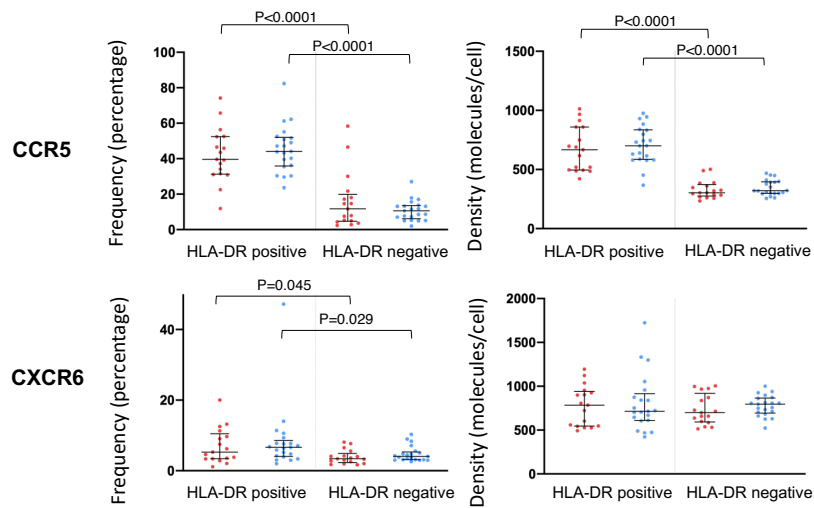 P<0.0001
P<0.0001
CCR5
Frequency (percentage)
100
80
60
40
20
0
HLA-DR positive
HLA-DR negative
P<0.0001
P<0.0001
Density (molecules/cell)
1500
1000
500
0
HLA-DR positive
HLA-DR negative
P=0.045
P=0.029
CXCR6
Frequency (percentage)
40
20
0
HLA-DR positive
HLA-DR negative
Density (molecules/cell)
2000
1500
1000
500
0
HLA-DR positive
HLA-DR negative